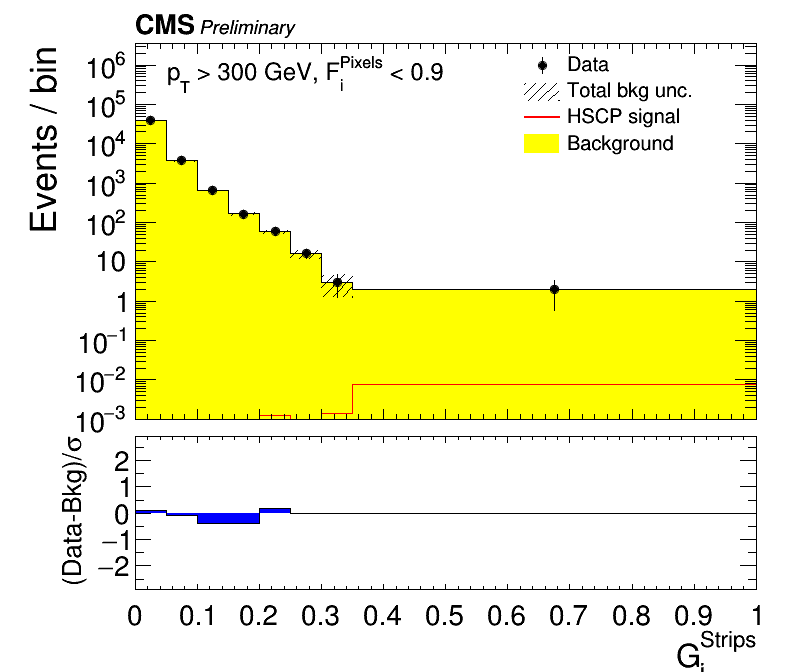 CMS Preliminary
p_T > 300 GeV, F_i^Pixels < 0.9
Data
Total bkg unc.
HSCP signal
Background
Events / bin
10^6
10^5
10^4
10^3
10^2
10
1
10^−1
10^−2
10^−3
(Data-Bkg)/σ
2
1
0
−1
−2
0 0.1 0.2 0.3 0.4 0.5 0.6 0.7 0.8 0.9 1
G_i^Strips